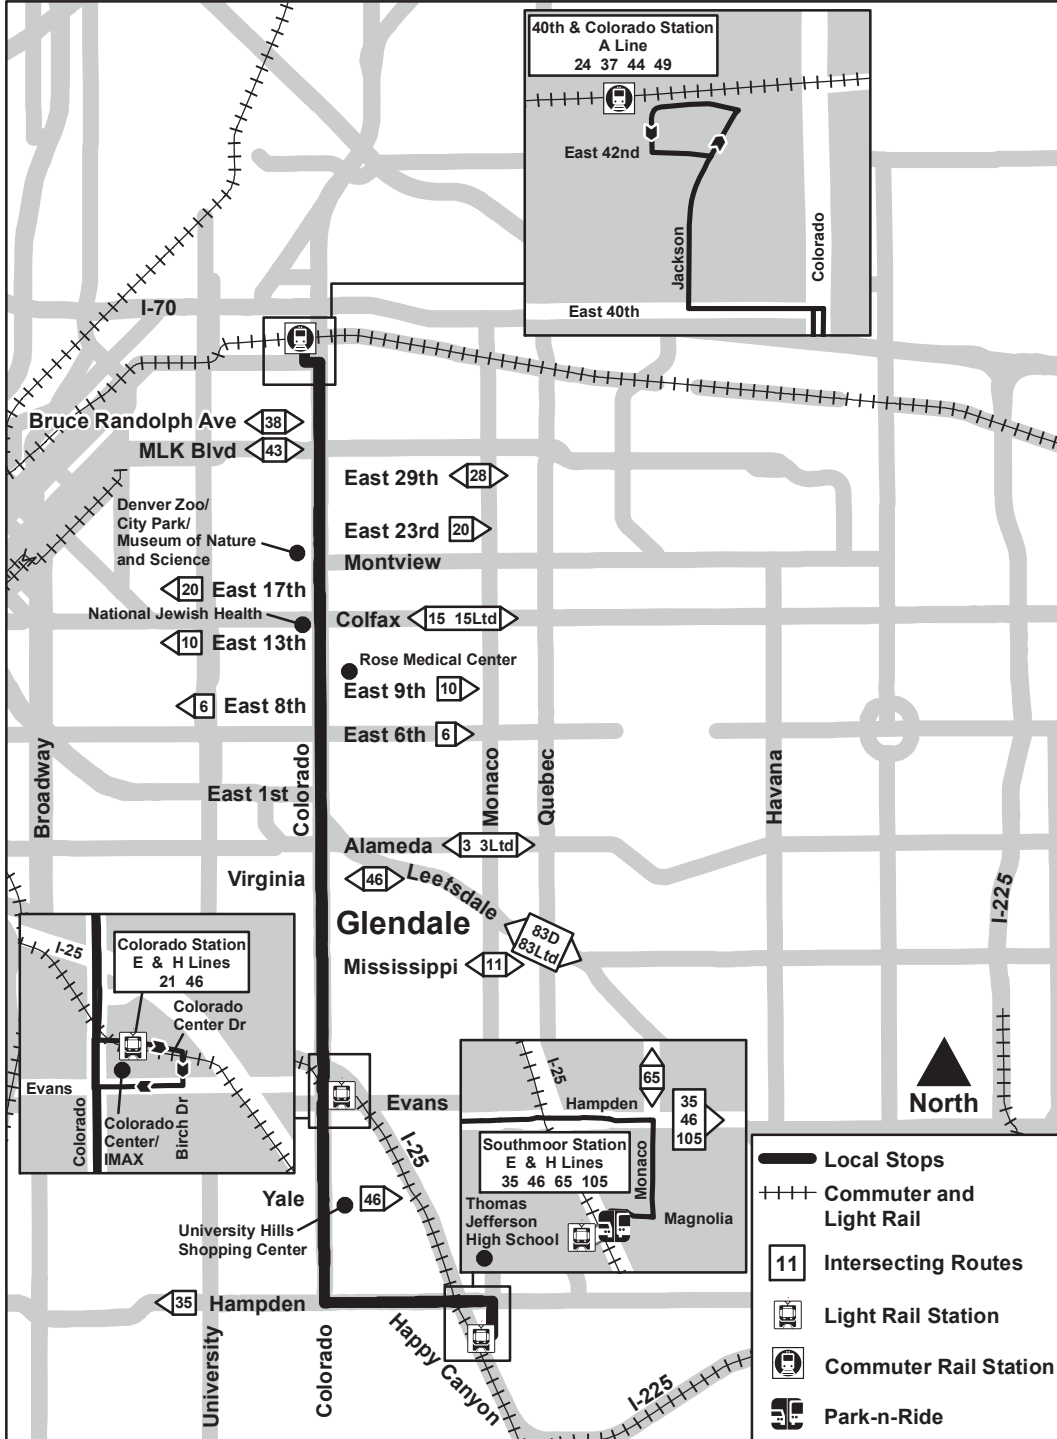 40th & Colorado Station
A Line
24 37 44 49
East 42nd
Jackson
Colorado
East 40th
I-70
Bruce Randolph Ave 38
MLK Blvd 43
East 29th 28
Denver Zoo/
City Park/
Museum of Nature
and Science
East 23rd 20
Montview
20 East 17th
National Jewish Health
Colfax 15 15Ltd
10 East 13th
Rose Medical Center
East 9th 10
6 East 8th
East 6th 6
Broadway
Colorado
Monaco
Quebec
Havana
East 1st
Alameda 3 3Ltd
Virginia
46 Leetsdale
Glendale
83D
83Ltd
Mississippi 11
I-225
I-25
Colorado Station
E & H Lines
21 46
Colorado
Center Dr
Evans
Colorado
Colorado
Center/
IMAX
Birch Dr
Evans
I-25
I-25
65
Hampden
35
46
105
Southmoor Station
E & H Lines
35 46 65 105
Monaco
Thomas
Jefferson
High School
Magnolia
North
Yale 46
University Hills
Shopping Center
35 Hampden
University
Colorado
Happy Canyon
I-225
Local Stops
Commuter and
Light Rail
11 Intersecting Routes
Light Rail Station
Commuter Rail Station
Park-n-Ride